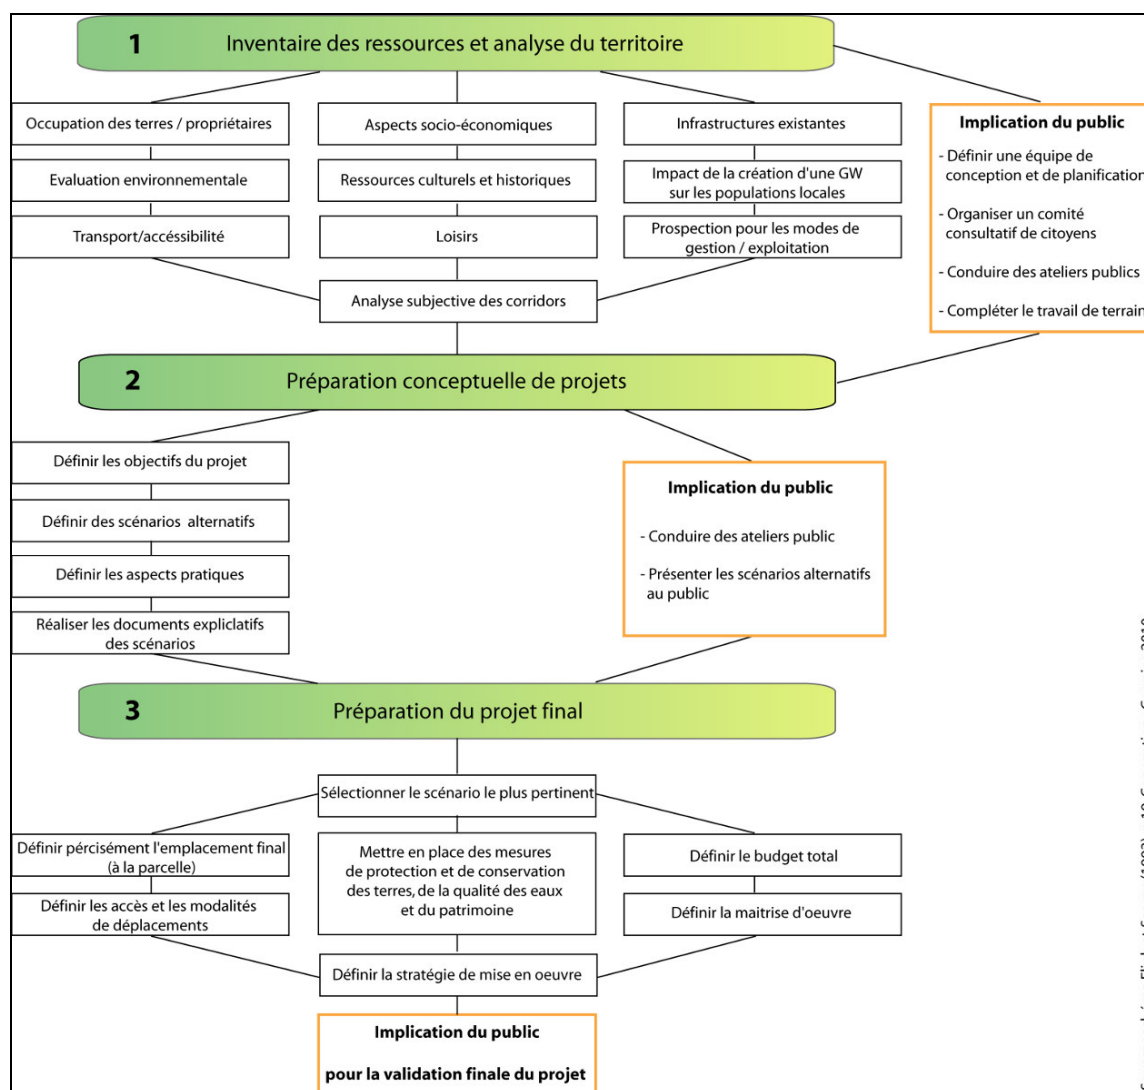 1 Inventaire des ressources et analyse du territoire
Occupation des terres / propriétaires
Evaluation environnementale
Transport/accéssibilité
Aspects socio-économiques
Ressources culturels et historiques
Loisirs
Infrastructures existantes
Impact de la création d'une GW
sur les populations locales
Prospection pour les modes de
gestion / exploitation
Analyse subjective des corridors
Implication du public
- Définir une équipe de
conception et de planification
- Organiser un comité
consultatif de citoyens
- Conduire des ateliers publics
- Compléter le travail de terrain
2 Préparation conceptuelle de projets
Définir les objectifs du projet
Définir des scénarios alternatifs
Définir les aspects pratiques
Réaliser les documents expliclatifs
des scénarios
Implication du public
- Conduire des ateliers public
- Présenter les scénarios alternatifs
au public
3 Préparation du projet final
Sélectionner le scénario le plus pertinent
Définir pércisément l'emplacement final
(à la parcelle)
Définir les accès et les modalités
de déplacements
Mettre en place des mesures
de protection et de conservation
des terres, de la qualité des eaux
et du patrimoine
Définir le budget total
Définir la maitrise d'oeuvre
Définir la stratégie de mise en oeuvre
Implication du public
pour la validation finale du projet